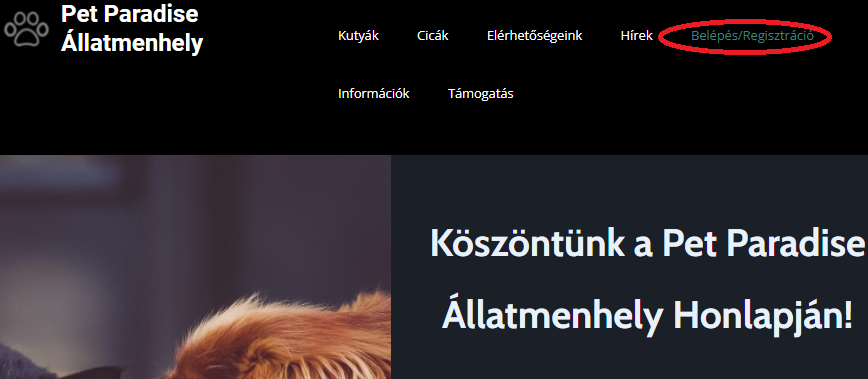 Pet Paradise
Állatmenhely
Kutyák Cicák Elérhetőségeink Hírek Belépés/Regisztráció
Információk Támogatás
Köszöntünk a Pet Paradise
Állatmenhely Honlapján!